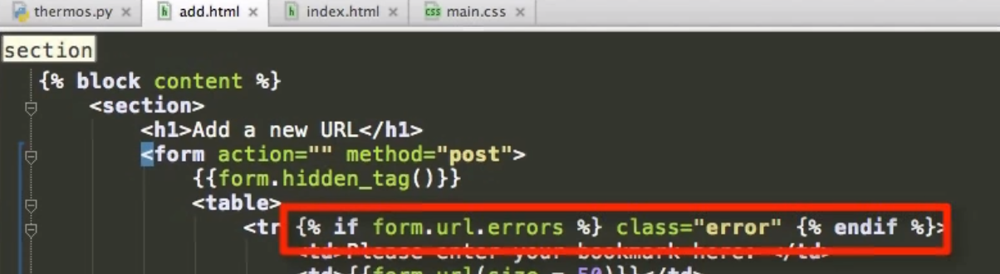 thermos.py × add.html × index.html × css main.css ×
section
{% block content %}
<section>
<h1>Add a new URL</h1>
<form action="" method="post">
{{form.hidden_tag()}}
<table>
<tr {% if form.url.errors %} class="error" {% endif %}>
<td>Please enter your bookmark here: </td>
<td>{{form.url(size = 50)}}</td>